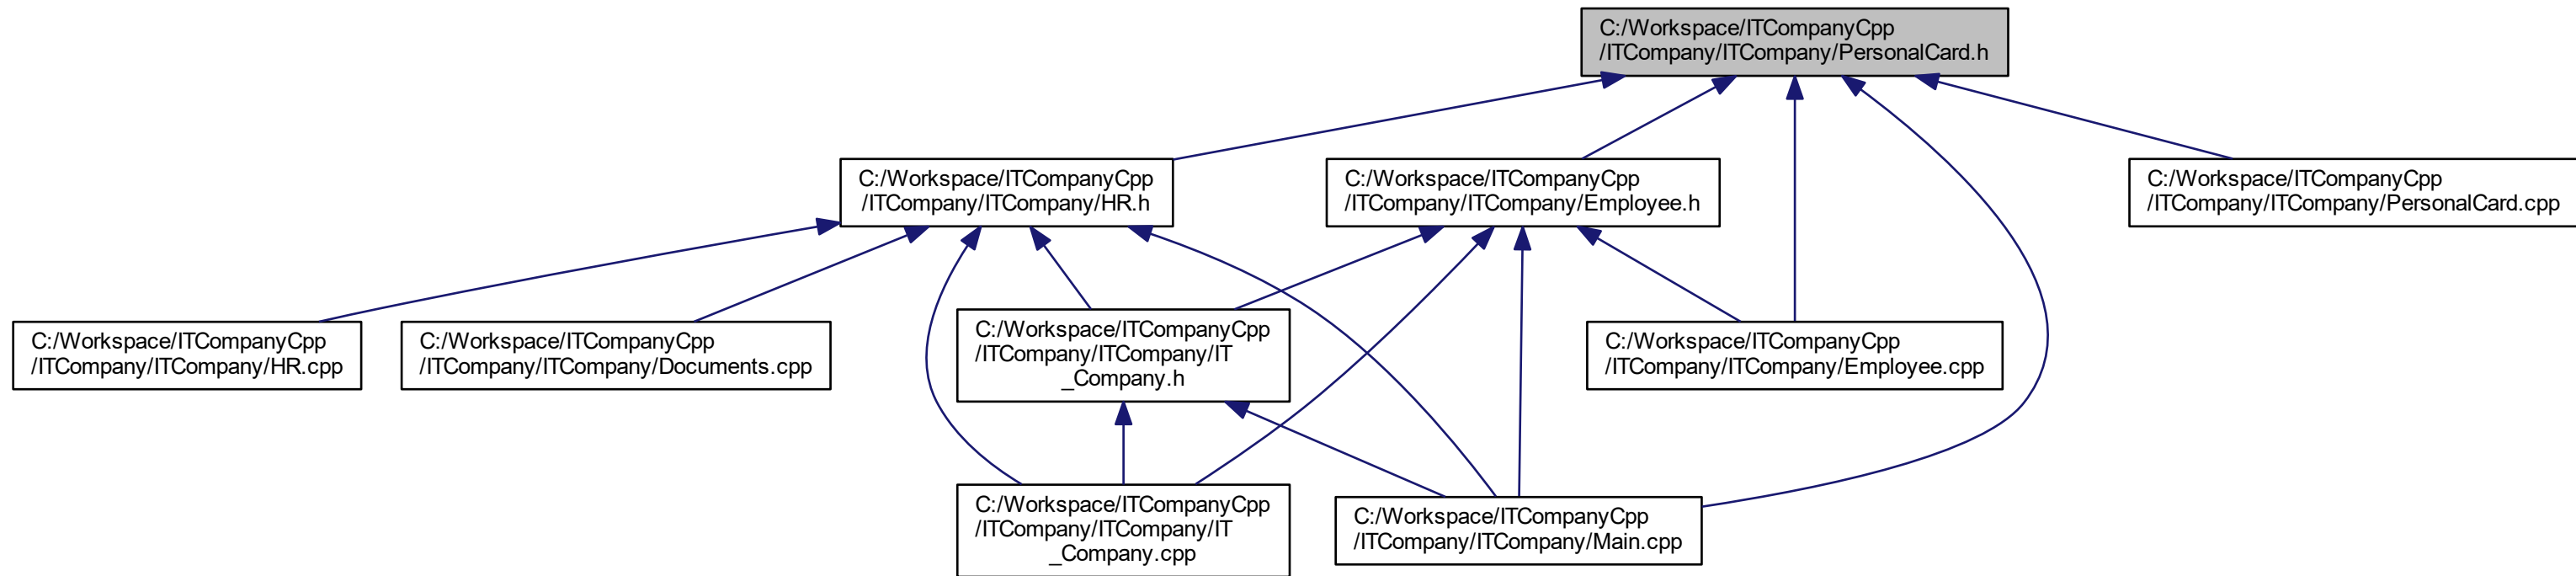 C:/Workspace/ITCompanyCpp
/ITCompany/ITCompany/PersonalCard.h
C:/Workspace/ITCompanyCpp
/ITCompany/ITCompany/HR.h
C:/Workspace/ITCompanyCpp
/ITCompany/ITCompany/Employee.h
C:/Workspace/ITCompanyCpp
/ITCompany/ITCompany/PersonalCard.cpp
C:/Workspace/ITCompanyCpp
/ITCompany/ITCompany/HR.cpp
C:/Workspace/ITCompanyCpp
/ITCompany/ITCompany/Documents.cpp
C:/Workspace/ITCompanyCpp
/ITCompany/ITCompany/IT
_Company.h
C:/Workspace/ITCompanyCpp
/ITCompany/ITCompany/Employee.cpp
C:/Workspace/ITCompanyCpp
/ITCompany/ITCompany/IT
_Company.cpp
C:/Workspace/ITCompanyCpp
/ITCompany/ITCompany/Main.cpp